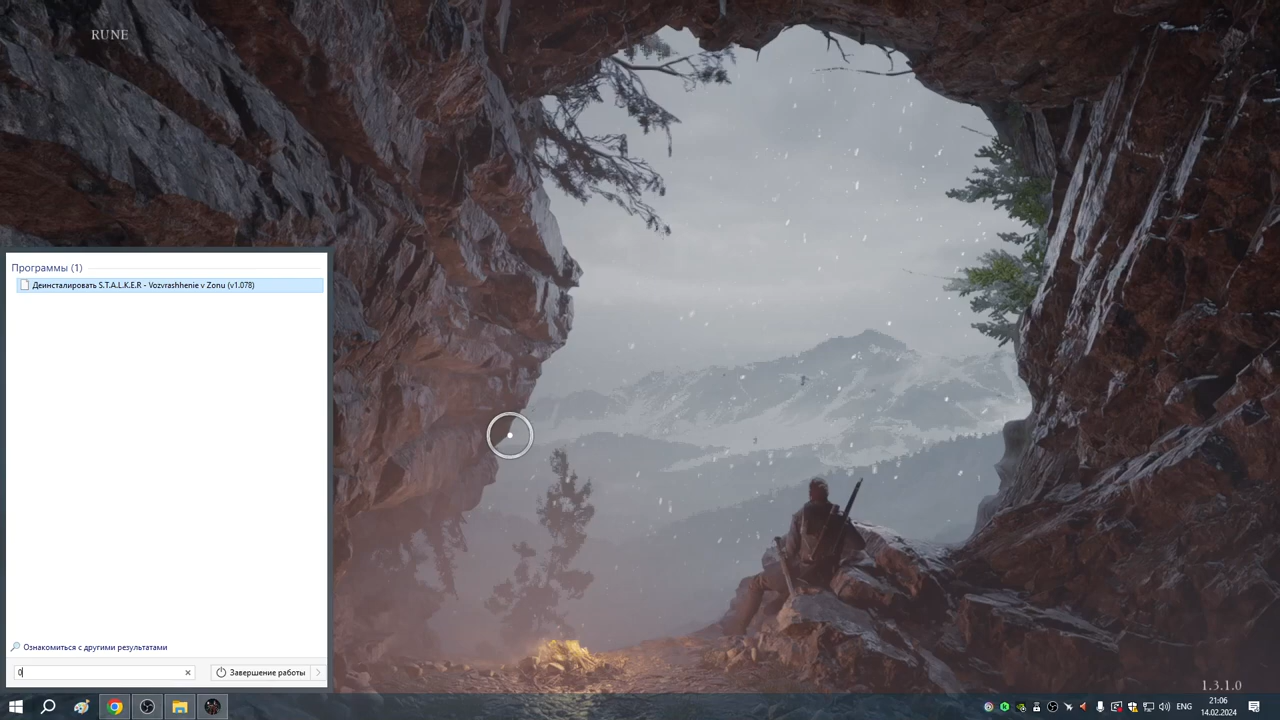 RUNE
Программы (1)
Деинсталировать S.T.A.L.K.E.R - Vozvrashhenie v Zonu (v1.078)
Ознакомиться с другими результатами
0
Завершение работы
1.3.1.0
ENG
21:06
14.02.2024